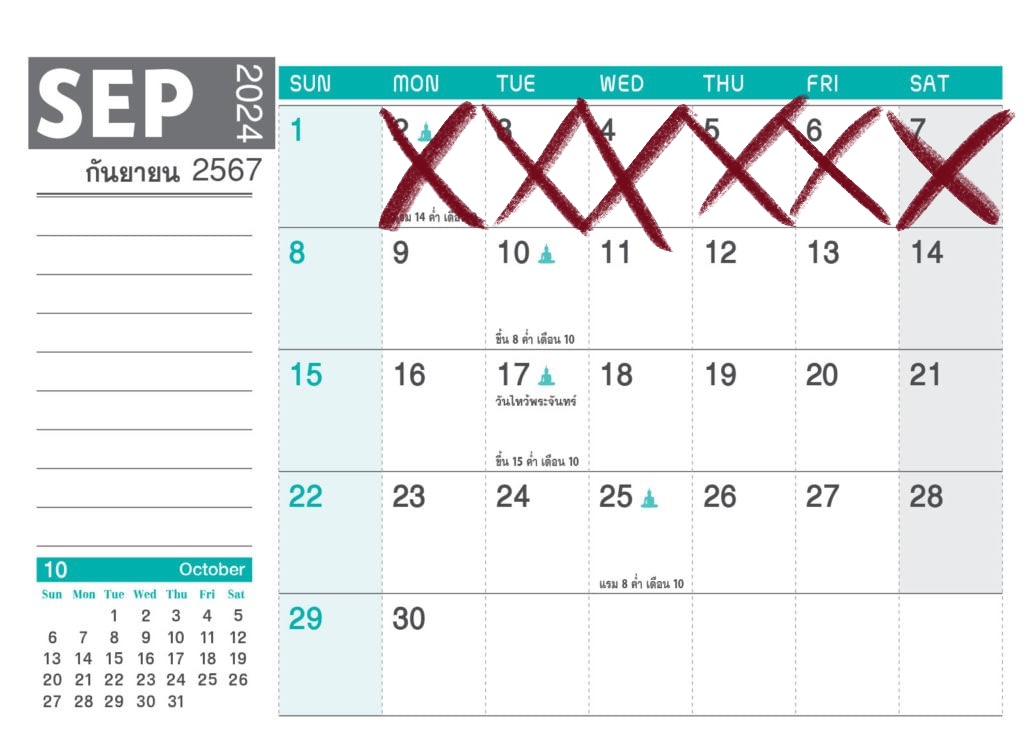 SEP 2024
กันยายน 2567
SUN MON TUE WED THU FRI SAT
1 2 3 4 5 6 7
14 ค่ำ
8 9 10 11 12 13 14
ขึ้น 8 ค่ำ เดือน 10
15 16 17 18 19 20 21
วันไหว้พระจันทร์
ขึ้น 15 ค่ำ เดือน 10
22 23 24 25 26 27 28
แรม 8 ค่ำ เดือน 10
29 30
10 October
Sun Mon Tue Wed Thu Fri Sat
1 2 3 4 5
6 7 8 9 10 11 12
13 14 15 16 17 18 19
20 21 22 23 24 25 26
27 28 29 30 31